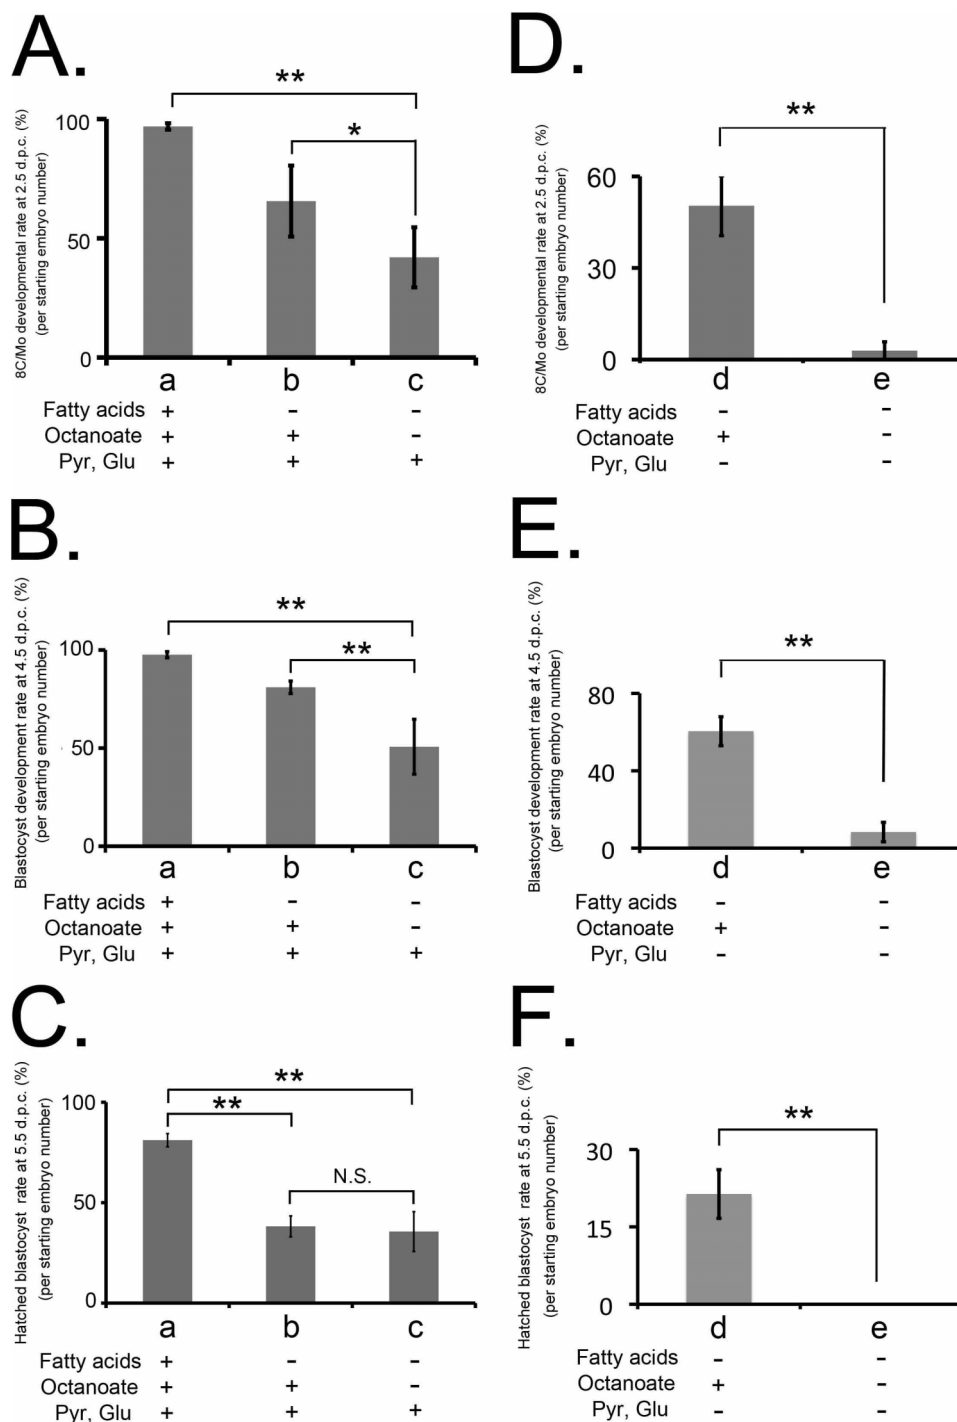 A.
8C/Mo developmental rate at 2.5 d.p.c. (%)
(per starting embryo number)
**
*
100
50
0
a b c
Fatty acids + - -
Octanoate + + -
Pyr, Glu + + +
D.
8C/Mo developmental rate at 2.5 d.p.c. (%)
(per starting embryo number)
**
60
30
0
d e
Fatty acids - -
Octanoate + -
Pyr, Glu - -
B.
Blastocyst development rate at 4.5 d.p.c. (%)
(per starting embryo number)
**
**
100
50
0
a b c
Fatty acids + - -
Octanoate + + -
Pyr, Glu + + +
E.
Blastocyst development rate at 4.5 d.p.c. (%)
(per starting embryo number)
**
80
40
0
d e
Fatty acids - -
Octanoate + -
Pyr, Glu - -
C.
Hatched blastocyst rate at 5.5 d.p.c. (%)
(per starting embryo number)
**
**
N.S.
100
50
0
a b c
Fatty acids + - -
Octanoate + + -
Pyr, Glu + + +
F.
Hatched blastocyst rate at 5.5 d.p.c. (%)
((per starting embryo number)
**
30
15
0
d e
Fatty acids - -
Octanoate + -
Pyr, Glu - -